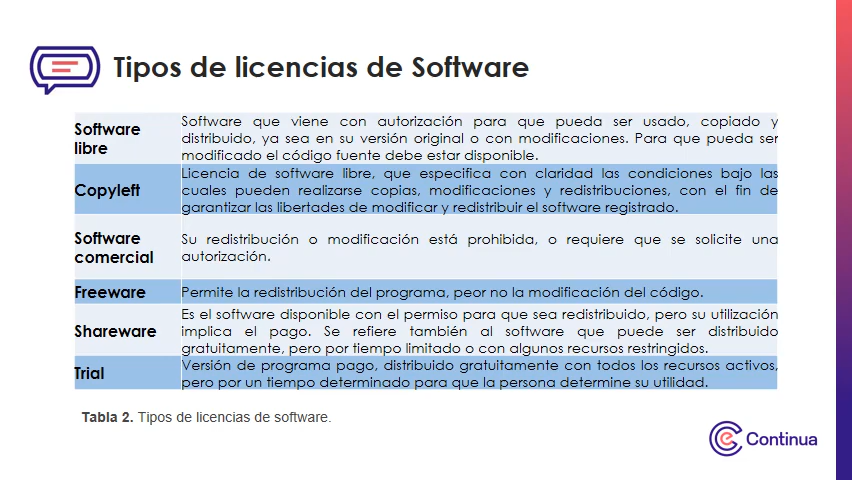 Tipos de licencias de Software
Software
libre
Software que viene con autorización para que pueda ser usado, copiado y
distribuido, ya sea en su versión original o con modificaciones. Para que pueda ser
modificado el código fuente debe estar disponible.
Copyleft
Licencia de software libre, que especifica con claridad las condiciones bajo las
cuales pueden realizarse copias, modificaciones y redistribuciones, con el fin de
garantizar las libertades de modificar y redistribuir el software registrado.
Software
comercial
Su redistribución o modificación está prohibida, o requiere que se solicite una
autorización.
Freeware
Permite la redistribución del programa, peor no la modificación del código.
Shareware
Es el software disponible con el permiso para que sea redistribuido, pero su utilización
implica el pago. Se refiere también al software que puede ser distribuido
gratuitamente, pero por tiempo limitado o con algunos recursos restringidos.
Trial
Versión de programa pago, distribuido gratuitamente con todos los recursos activos,
pero por un tiempo determinado para que la persona determine su utilidad.
Tabla 2. Tipos de licencias de software.
Continua